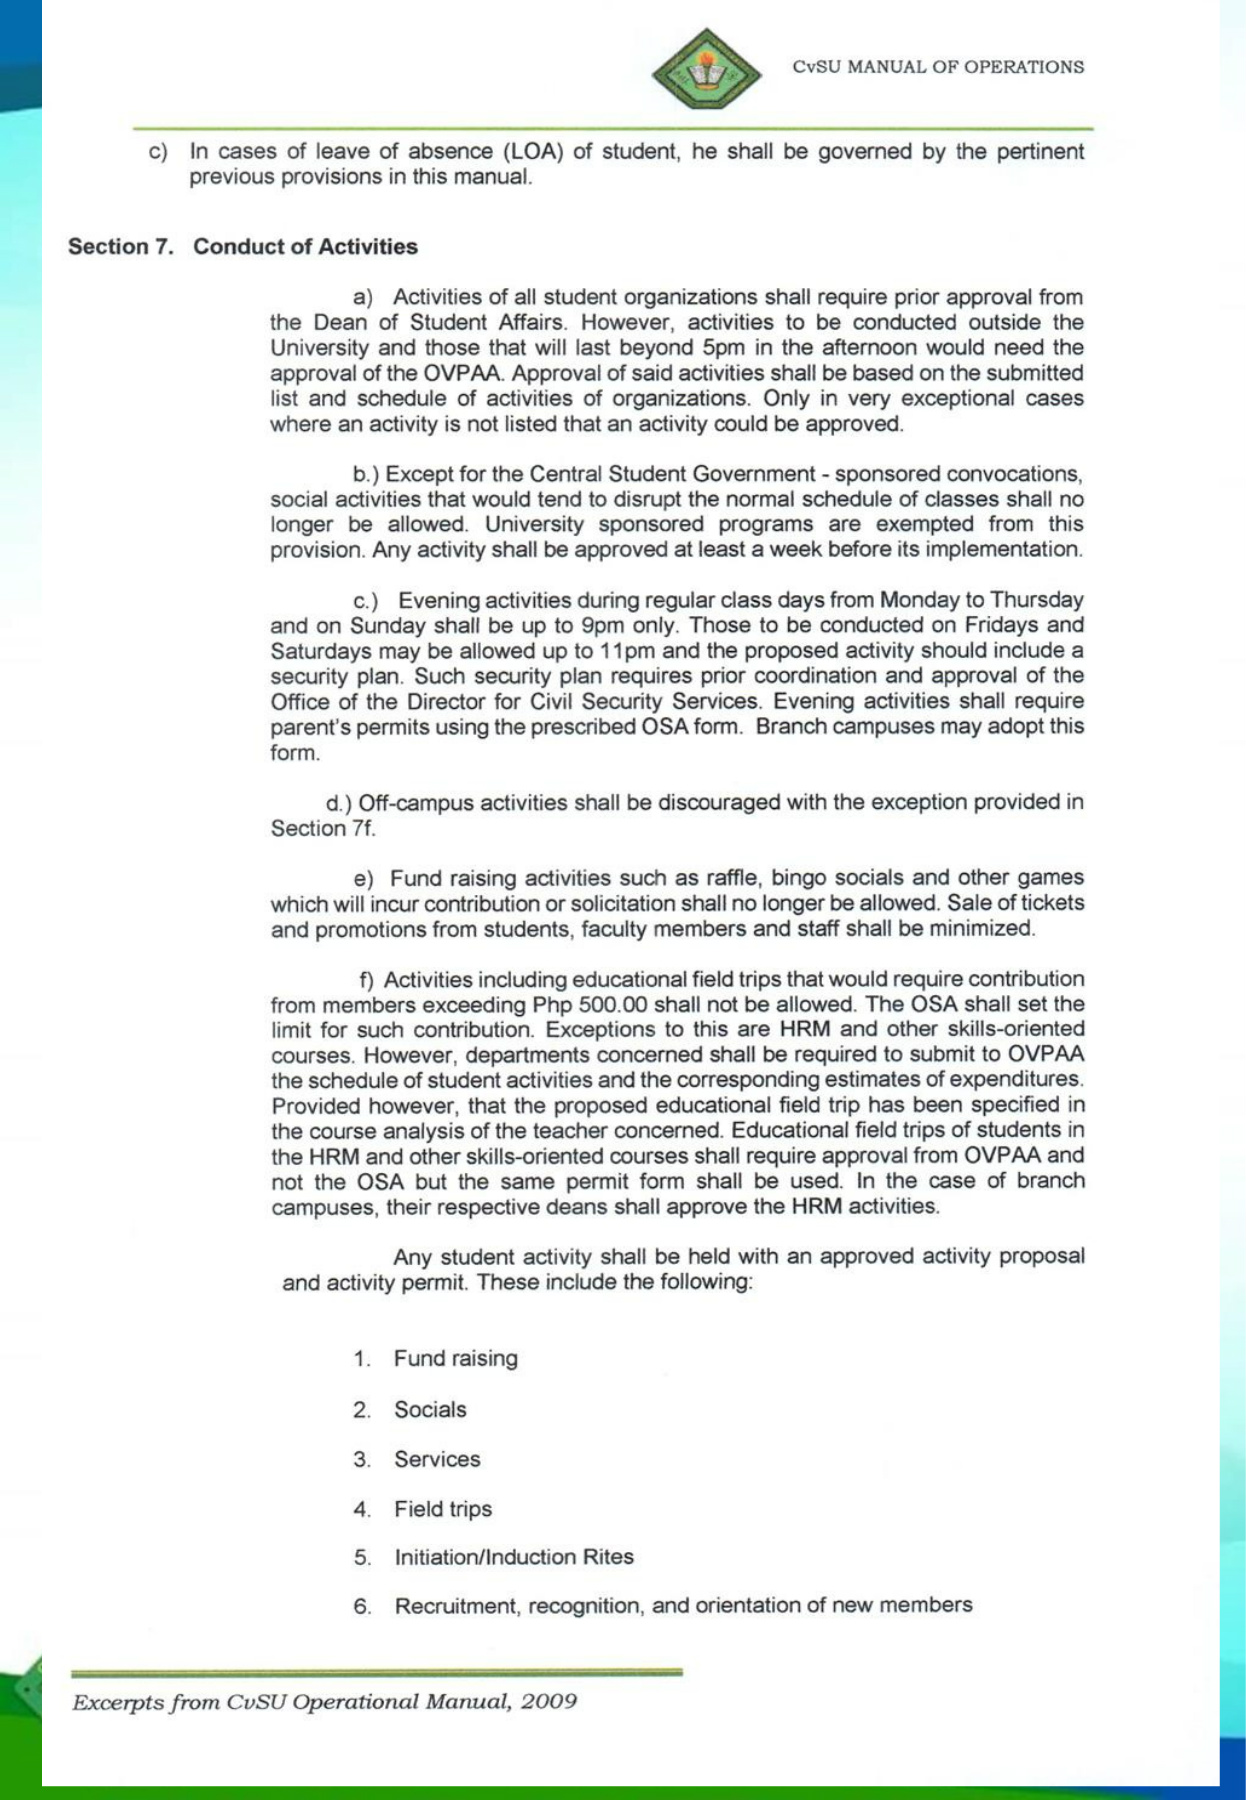 CvSU MANUAL OF OPERATIONS
c) In cases of leave of absence (LOA) of student, he shall be governed by the pertinent
previous provisions in this manual.
Section 7. Conduct of Activities
a) Activities of all student organizations shall require prior approval from
the Dean of Student Affairs. However, activities to be conducted outside the
University and those that will last beyond 5pm in the afternoon would need the
approval of the OVPAA. Approval of said activities shall be based on the submitted
list and schedule of activities of organizations. Only in very exceptional cases
where an activity is not listed that an activity could be approved.
b.) Except for the Central Student Government - sponsored convocations,
social activities that would tend to disrupt the normal schedule of classes shall no
longer be allowed. University sponsored programs are exempted from this
provision. Any activity shall be approved at least a week before its implementation.
c.) Evening activities during regular class days from Monday to Thursday
and on Sunday shall be up to 9pm only. Those to be conducted on Fridays and
Saturdays may be allowed up to 11pm and the proposed activity should include a
security plan. Such security plan requires prior coordination and approval of the
Office of the Director for Civil Security Services. Evening activities shall require
parent's permits using the prescribed OSA form. Branch campuses may adopt this
form.
d.) Off-campus activities shall be discouraged with the exception provided in
Section 7f.
e) Fund raising activities such as raffle, bingo socials and other games
which will incur contribution or solicitation shall no longer be allowed. Sale of tickets
and promotions from students, faculty members and staff shall be minimized.
f) Activities including educational field trips that would require contribution
from members exceeding Php 500.00 shall not be allowed. The OSA shall set the
limit for such contribution. Exceptions to this are HRM and other skills-oriented
courses. However, departments concerned shall be required to submit to OVPAA
the schedule of student activities and the corresponding estimates of expenditures.
Provided however, that the proposed educational field trip has been specified in
the course analysis of the teacher concerned. Educational field trips of students in
the HRM and other skills-oriented courses shall require approval from OVPAA and
not the OSA but the same permit form shall be used. In the case of branch
campuses, their respective deans shall approve the HRM activities.
Any student activity shall be held with an approved activity proposal
and activity permit. These include the following:
1. Fund raising
2. Socials
3. Services
4. Field trips
5. Initiation/Induction Rites
6. Recruitment, recognition, and orientation of new members
Excerpts from CvSU Operational Manual, 2009